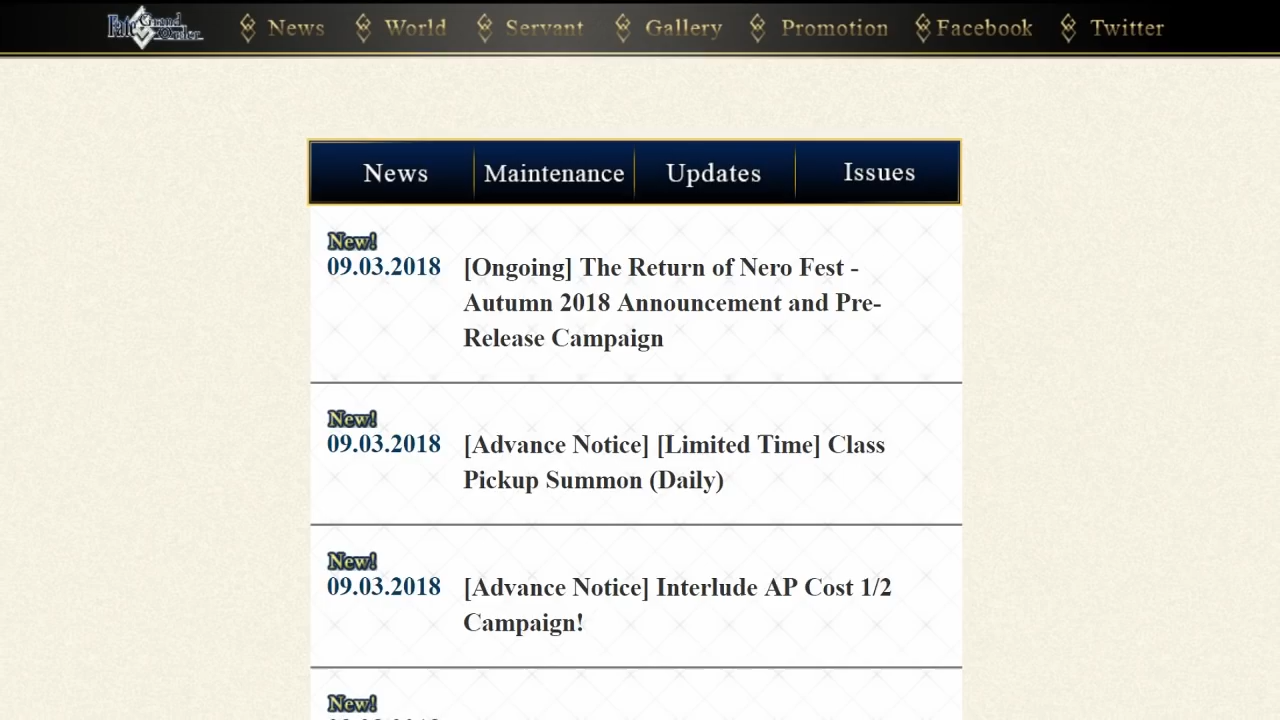 Fate Grand Order
News
World
Servant
Gallery
Promotion
Facebook
Twitter
News
Maintenance
Updates
Issues
New!
09.03.2018
[Ongoing] The Return of Nero Fest -
Autumn 2018 Announcement and Pre-
Release Campaign
New!
09.03.2018
[Advance Notice] [Limited Time] Class
Pickup Summon (Daily)
New!
09.03.2018
[Advance Notice] Interlude AP Cost 1/2
Campaign!
New!